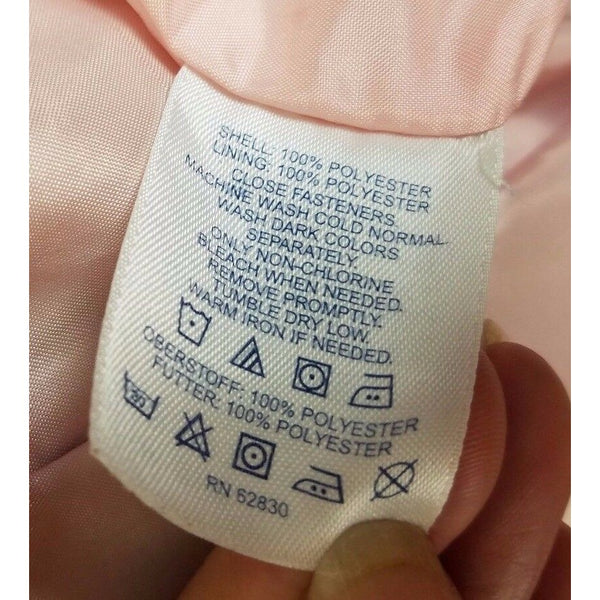 SHELL: 100% POLYESTER
LINING: 100% POLYESTER
CLOSE FASTENERS
MACHINE WASH COLD NORMAL.
WASH DARK COLORS
SEPARATELY
ONLY NON-CHLORINE
BLEACH WHEN NEEDED.
REMOVE PROMPTLY.
TUMBLE DRY LOW.
WARM IRON IF NEEDED.
OBERSTOFF: 100% POLYESTER
FUTTER: 100% POLYESTER
30
RN 62830